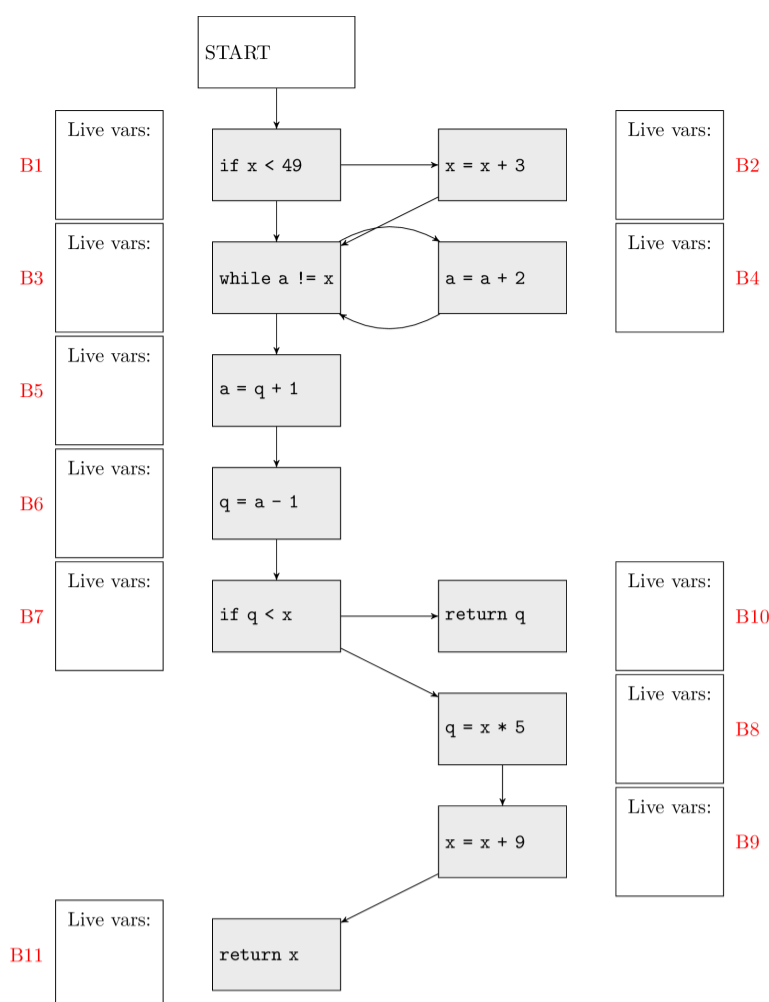 START
Live vars:
Live vars:
B1
if x < 49
x = x + 3
B2
Live vars:
Live vars:
B3
while a != x
a = a + 2
B4
Live vars:
B5
a = q + 1
Live vars:
B6
q = a - 1
Live vars:
Live vars:
B7
if q < x
return q
B10
Live vars:
q = x * 5
B8
Live vars:
x = x + 9
B9
Live vars:
B11
return x